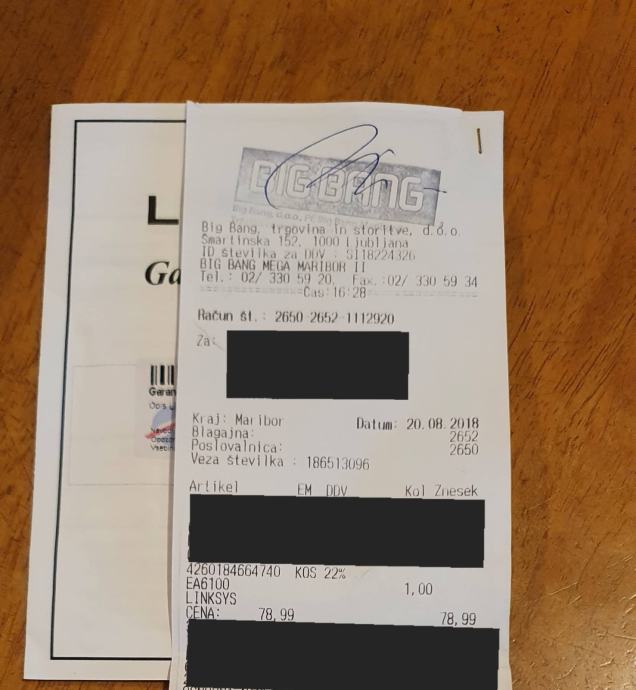 BIG BANG
Big Bang, trgovina in storitve, d.o.o.
Šmartinska 152, 1000 Ljubljana
ID številka za DDV : SI18224326
BIG BANG MEGA MARIBOR II
Tel.: 02/ 330 59 20, Fax.:02/ 330 59 34
Čas:16:28
Račun št.: 2650-2652-1112920
Za:
Kraj: Maribor Datum: 20.08.2018
Blagajna: 2652
Poslovalnica: 2650
Veza številka : 186513096
Artikel EM DDV Kol Znesek
4260184664740 KOS 22%
EA6100 1,00
LINKSYS
CENA: 78,99 78,99
L
Ga
Garan